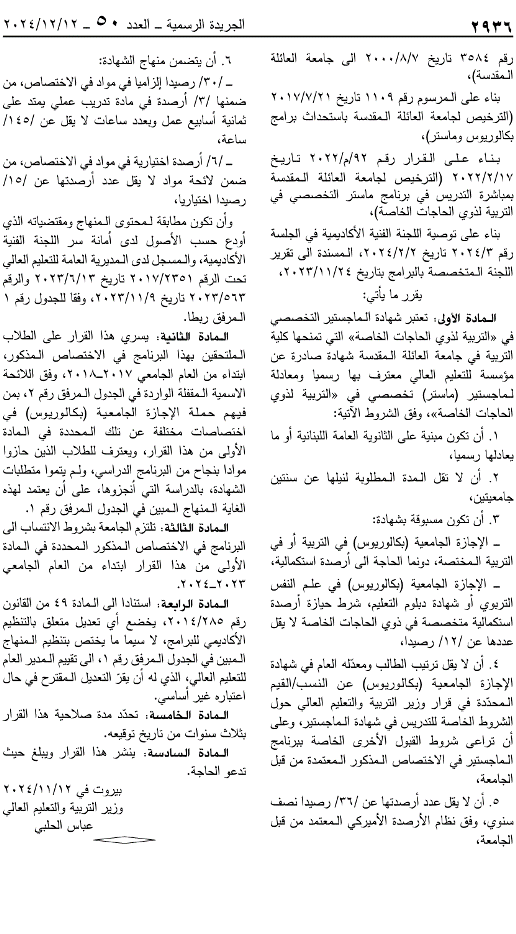 ٢٩٣٦
الجريدة الرسمية – العدد ٥٠ – ٢٠٢٤/١٢/١٢
رقم ٣٥٨٤ تاريخ ٢٠٠٠/٨/٧ الى جامعة العائلة
المقدسة)،
بناء على المرسوم رقم ١١٠٩ تاريخ ٢٠١٧/٧/٢١
(الترخيص لجامعة العائلة المقدسة باستحداث برامج
بكالوريوس وماستر)،
بناء على القرار رقم ٩٢/م/٢٠٢٢ تاريخ
٢٠٢٢/٢/١٧ (الترخيص لجامعة العائلة المقدسة
بمباشرة التدريس في برنامج ماستر التخصصي في
التربية لذوي الحاجات الخاصة)،
بناء على توصية اللجنة الفنية الأكاديمية في الجلسة
رقم ٢٠٢٤/٣ تاريخ ٢٠٢٤/٢/٢، المسندة الى تقرير
اللجنة المتخصصة بالبرامج بتاريخ ٢٠٢٣/١١/٢٤،
يقرر ما يأتي:
المادة الأولى: تعتبر شهادة الماجستير التخصصي
في «التربية لذوي الحاجات الخاصة» التي تمنحها كلية
التربية في جامعة العائلة المقدسة شهادة صادرة عن
مؤسسة للتعليم العالي معترف بها رسميا ومعادلة
لماجستير (ماستر) تخصصي في «التربية لذوي
الحاجات الخاصة»، وفق الشروط الآتية:
١. أن تكون مبنية على الثانوية العامة اللبنانية أو ما
يعادلها رسميا،
٢. أن لا تقل المدة المطلوبة لنيلها عن سنتين
جامعيتين،
٣. أن تكون مسبوقة بشهادة:
– الإجازة الجامعية (بكالوريوس) في التربية أو في
التربية المختصة، دونما الحاجة الى أرصدة استكمالية،
– الإجازة الجامعية (بكالوريوس) في علم النفس
التربوي أو شهادة دبلوم التعليم، شرط حيازة أرصدة
استكمالية متخصصة في ذوي الحاجات الخاصة لا يقل
عددها عن /١٢/ رصيدا،
٤. أن لا يقل ترتيب الطالب ومعدّله العام في شهادة
الإجازة الجامعية (بكالوريوس) عن النسب/القيم
المحدّدة في قرار وزير التربية والتعليم العالي حول
الشروط الخاصة للتدريس في شهادة الماجستير، وعلى
أن تراعى شروط القبول الأخرى الخاصة ببرنامج
الماجستير في الاختصاص المذكور المعتمدة من قبل
الجامعة،
٥. أن لا يقل عدد أرصدتها عن /٣٦/ رصيدا نصف
سنوي، وفق نظام الأرصدة الأميركي المعتمد من قبل
الجامعة،
٦. أن يتضمن منهاج الشهادة:
– /٣٠/ رصيدا إلزاميا في مواد في الاختصاص، من
ضمنها /٣/ أرصدة في مادة تدريب عملي يمتد على
ثمانية أسابيع عمل وبعدد ساعات لا يقل عن /١٤٥/
ساعة،
– /٦/ أرصدة اختيارية في مواد في الاختصاص، من
ضمن لائحة مواد لا يقل عدد أرصدتها عن /١٥/
رصيدا اختياريا،
وأن تكون مطابقة لمحتوى المنهاج ومقتضياته الذي
أودع حسب الأصول لدى أمانة سر اللجنة الفنية
الأكاديمية، والمسجل لدى المديرية العامة للتعليم العالي
تحت الرقم ٢٠١٧/٢٣٥١ تاريخ ٢٠٢٣/٦/١٣ والرقم
٢٠٢٣/٥٦٣ تاريخ ٢٠٢٣/١١/٩، وفقا للجدول رقم ١
المرفق ربطا.
المادة الثانية: يسري هذا القرار على الطلاب
الملتحقين بهذا البرنامج في الاختصاص المذكور،
ابتداء من العام الجامعي ٢٠١٧–٢٠١٨، وفق اللائحة
الاسمية المقفلة الواردة في الجدول المرفق رقم ٢، بمن
فيهم حملة الإجازة الجامعية (بكالوريوس) في
اختصاصات مختلفة عن تلك المحددة في المادة
الأولى من هذا القرار، ويعترف للطلاب الذين حازوا
موادا بنجاح من البرنامج الدراسي، ولم يتموا متطلبات
الشهادة، بالدراسة التي أنجزوها، على أن يعتمد لهذه
الغاية المنهاج المبين في الجدول المرفق رقم ١.
المادة الثالثة: تلتزم الجامعة بشروط الانتساب الى
البرنامج في الاختصاص المذكور المحددة في المادة
الأولى من هذا القرار ابتداء من العام الجامعي
٢٠٢٣–٢٠٢٤.
المادة الرابعة: استنادا الى المادة ٤٩ من القانون
رقم ٢٠١٤/٢٨٥، يخضع أي تعديل متعلق بالتنظيم
الأكاديمي للبرامج، لا سيما ما يختص بتنظيم المنهاج
المبين في الجدول المرفق رقم ١، الى تقييم المدير العام
للتعليم العالي، الذي له أن يقرّ التعديل المقترح في حال
اعتباره غير أساسي.
المادة الخامسة: تحدّد مدة صلاحية هذا القرار
بثلاث سنوات من تاريخ توقيعه.
المادة السادسة: ينشر هذا القرار ويبلغ حيث
تدعو الحاجة.
بيروت في ٢٠٢٤/١١/١٢
وزير التربية والتعليم العالي
عباس الحلبي